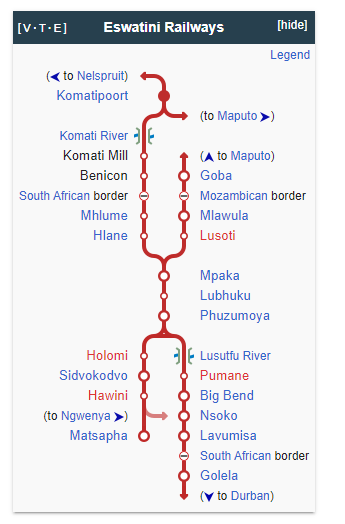 [V·T·E] Eswatini Railways [hide]
Legend
(⮜ to Nelspruit)
Komatipoort
(to Maputo ⮞)
Komati River
Komati Mill (⮝ to Maputo)
Benicon Goba
South African border Mozambican border
Mhlume Mlawula
Hlane Lusoti
Mpaka
Lubhuku
Phuzumoya
Holomi Lusutfu River
Sidvokodvo Pumane
Hawini Big Bend
(to Ngwenya ⮞) Nsoko
Matsapha Lavumisa
South African border
Golela
(⮟ to Durban)